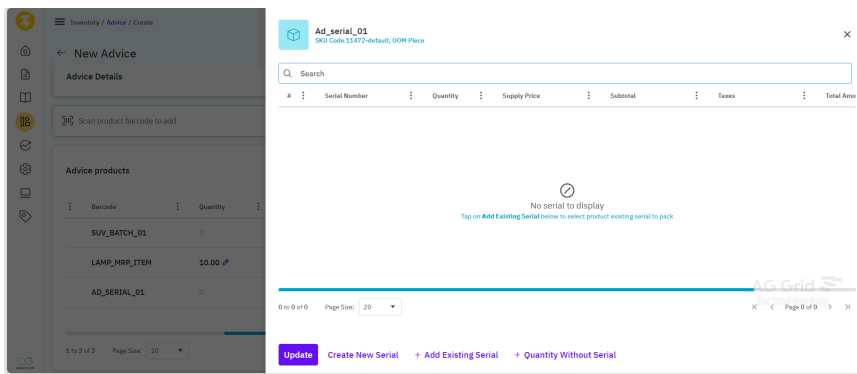 Inventory / Advice / Create
← New Advice
Advice Details
Scan product barcode to add
Advice products
Barcode Quantity
SUV_BATCH_01 0
LAMP_MRP_ITEM 10.00
AD_SERIAL_01 0
1 to 3 of 3 Page Size: 10
Ad_serial_01
SKU Code 11472-default, UOM Piece
Search
# Serial Number Quantity Supply Price Subtotal Taxes Total Amo
No serial to display
Tap on Add Existing Serial below to select product existing serial to pack
AG Grid
0 to 0 of 0 Page Size: 20 Page 0 of 0
Update Create New Serial + Add Existing Serial + Quantity Without Serial